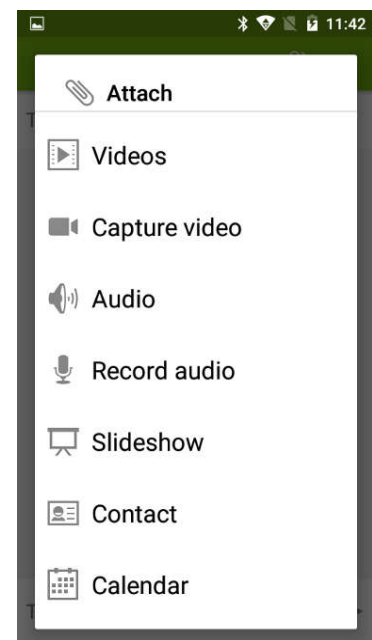 11:42
Attach
T
Videos
Capture video
Audio
Record audio
Slideshow
Contact
Calendar
T